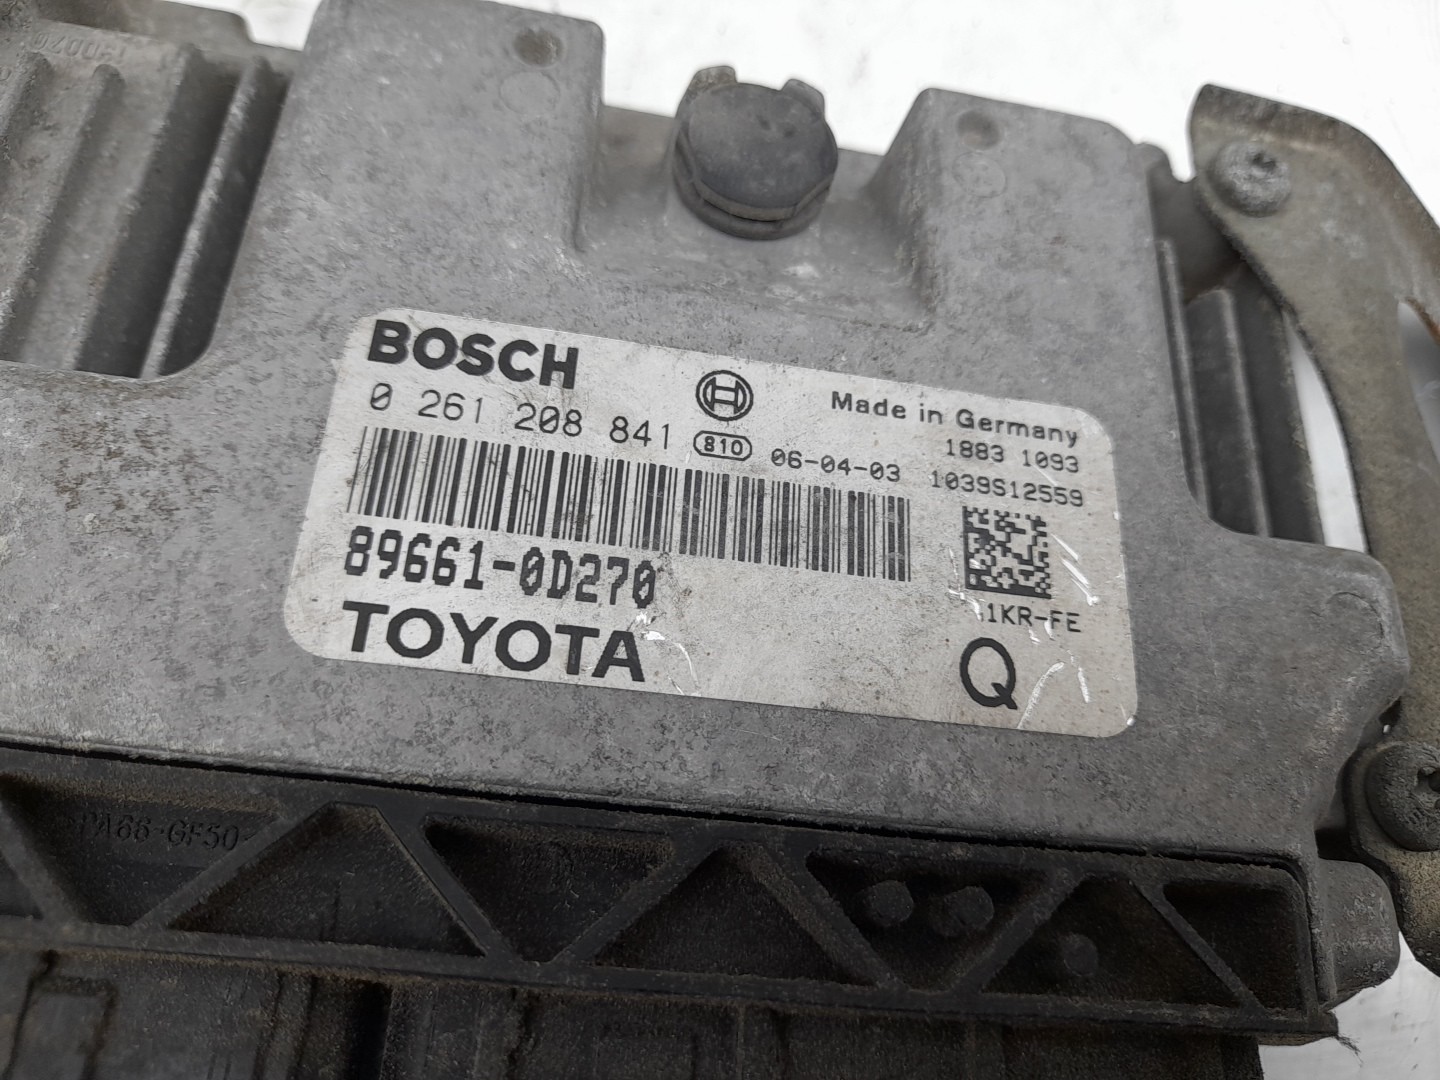 BOSCH
0 261 208 841
810
06-04-03
Made in Germany
1883 1093
1039S12559
89661-0D270
1KR-FE
TOYOTA
Q
PA66-GF50